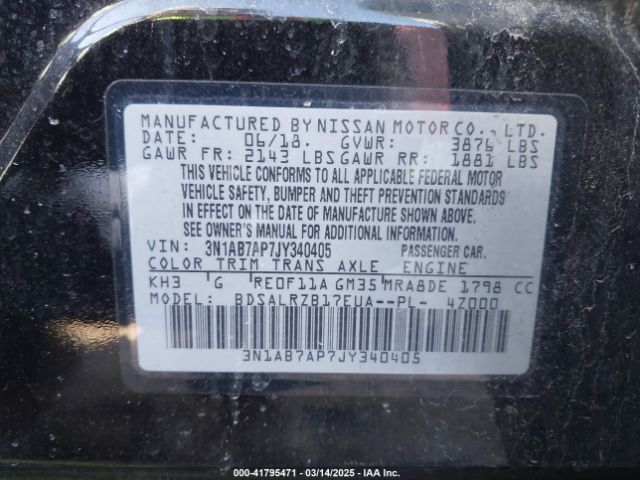 MANUFACTURED BY NISSAN MOTOR CO., LTD.
DATE: 06/18. GVWR: 3876 LBS
GAWR FR: 2143 LBS GAWR RR: 1881 LBS
THIS VEHICLE CONFORMS TO ALL APPLICABLE FEDERAL MOTOR
VEHICLE SAFETY, BUMPER AND THEFT PREVENTION STANDARDS
IN EFFECT ON THE DATE OF MANUFACTURE SHOWN ABOVE.
SEE OWNER'S MANUAL FOR ADDITIONAL INFORMATION.
VIN: 3N1AB7AP7JY340405 PASSENGER CAR.
COLOR TRIM TRANS AXLE ENGINE
KH3 G RE0F11A GM35 MRA8DE 1798 CC
MODEL: BDSALRZB17EUA--PL- 4Z000
3N1AB7AP7JY340405
000-41795471 - 03/14/2025 - IAA Inc.